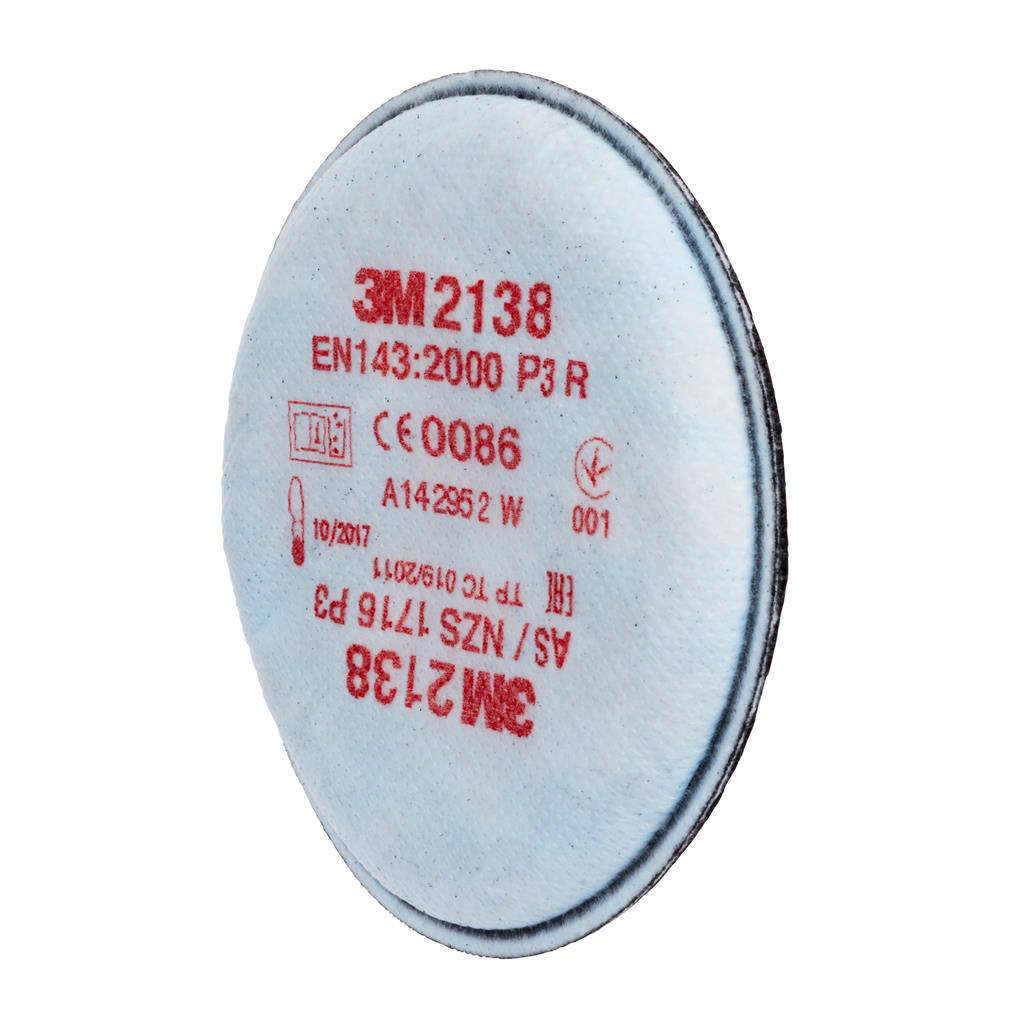 3M 2138
EN143:2000 P3 R
CE 0086
A142952 W
001
10/2017
EAC TP TC 019/2011
AS / NZS 1716 P3
3M 2138